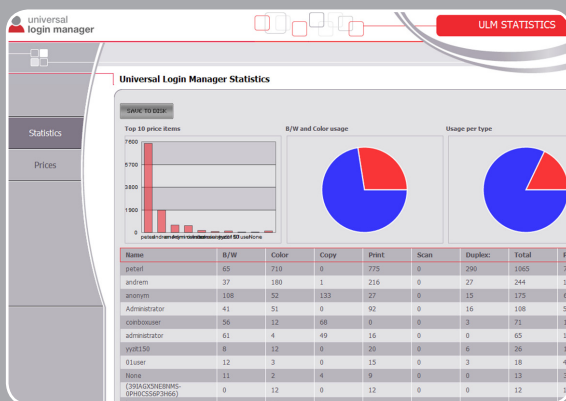 universal
login manager
ULM STATISTICS
Universal Login Manager Statistics
SAVE TO DISK
Statistics
Prices
Top 10 price items
B/W and Color usage
Usage per type
7600
5700
3800
1900
0
Name B/W Color Copy Print Scan Duplex: Total
peterl 65 710 0 775 0 290 1065
andrem 37 180 1 216 0 27 244
anonym 108 52 133 27 0 15 175
Administrator 41 51 0 92 0 16 108
comboxuser 56 12 68 0 0 3 71
administrator 61 4 49 16 0 0 65
yyzt150 8 12 0 20 0 6 26
01user 12 3 0 15 0 3 18
None 11 2 4 9 0 0 13
0 12 0 12 0 0 12